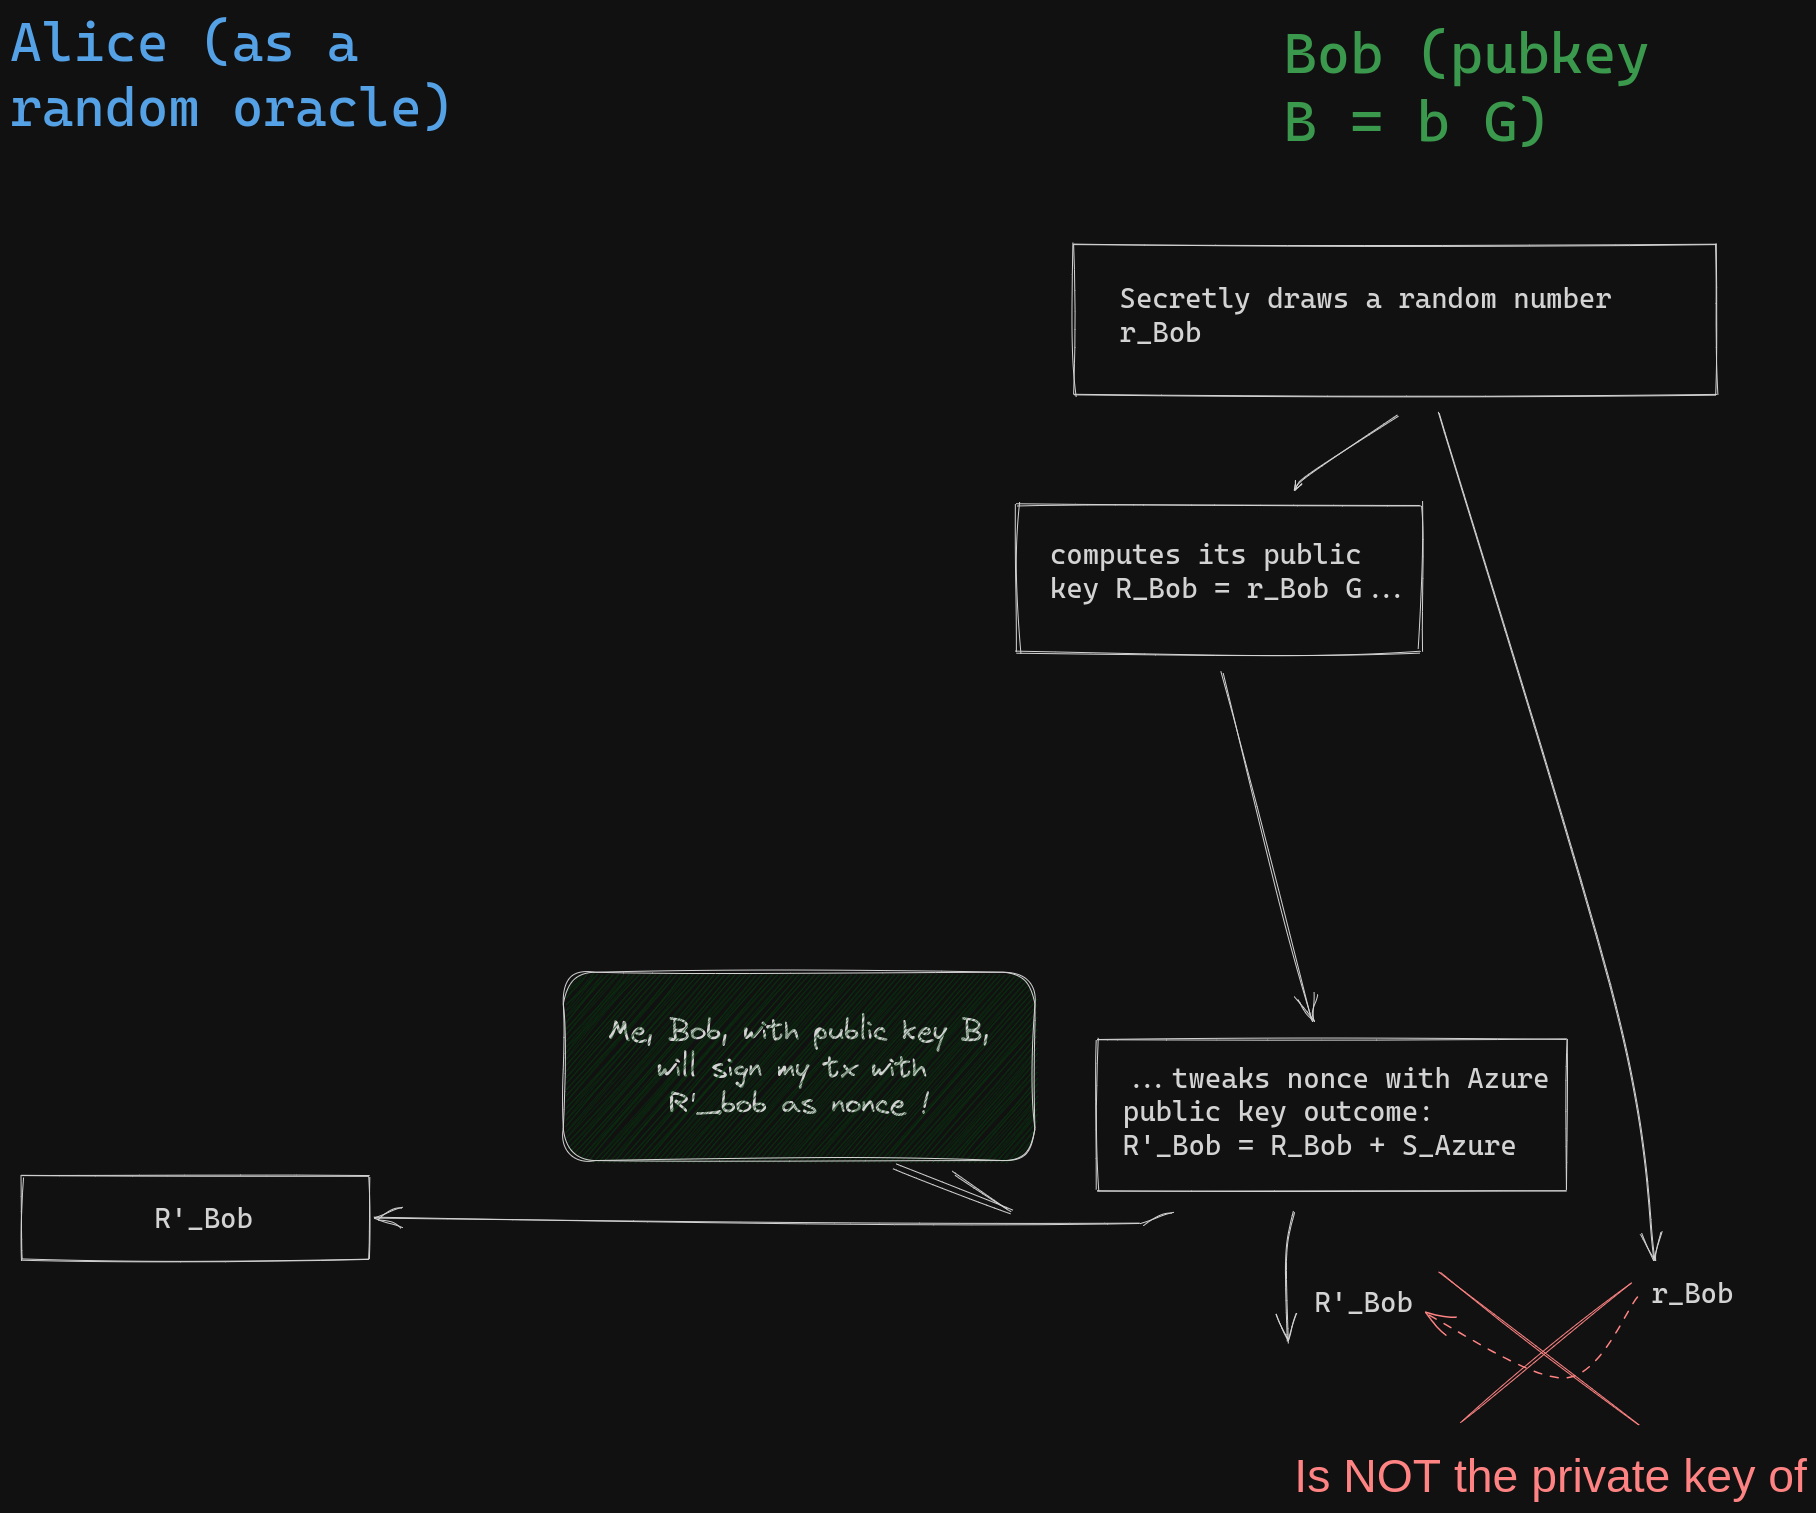 Alice (as a
random oracle)
Bob (pubkey
B = b G)
Secretly draws a random number
r_Bob
computes its public
key R_Bob = r_Bob G...
Me, Bob, with public key B,
will sign my tx with
R'_bob as nonce !
...tweaks nonce with Azure
public key outcome:
R'_Bob = R_Bob + S_Azure
R'_Bob
R'_Bob
r_Bob
Is NOT the private key of